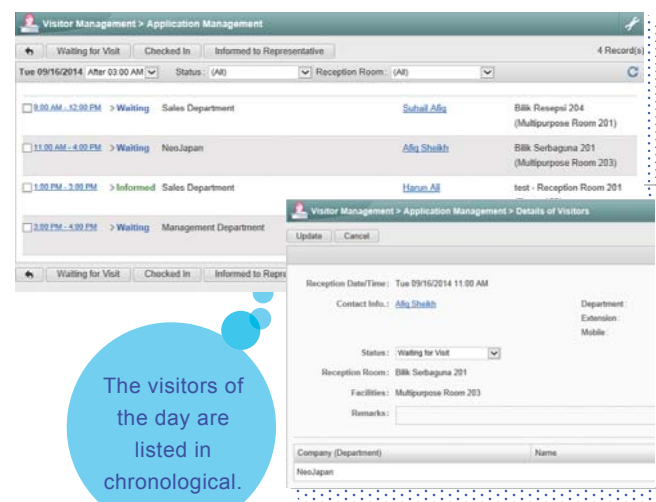 Visitor Management > Application Management
Waiting for Visit Checked In Informed to Representative 4 Record(s)
Tue 09/16/2014 After 03:00 AM Status: (All) Reception Room: (All)
9:00 AM - 12:00 PM > Waiting Sales Department Suhail Afiq Bilik Resepsi 204
(Multipurpose Room 201)
11:00 AM - 4:00 PM > Waiting NeoJapan Afiq Sheikh Bilik Serbaguna 201
(Multipurpose Room 203)
1:00 PM - 3:00 PM > Informed Sales Department Harun Ali test - Reception Room 201
3:00 PM - 4:00 PM > Waiting Management Department
Waiting for Visit Checked In Informed to Repre
Visitor Management > Application Management > Details of Visitors
Update Cancel
Reception Date/Time: Tue 09/16/2014 11:00 AM
Contact Info.: Afiq Sheikh Department:
Extension:
Mobile:
Status: Waiting for Visit
Reception Room: Bilik Serbaguna 201
Facilities: Multipurpose Room 203
Remarks:
Company (Department) Name
NeoJapan
The visitors of
the day are
listed in
chronological.